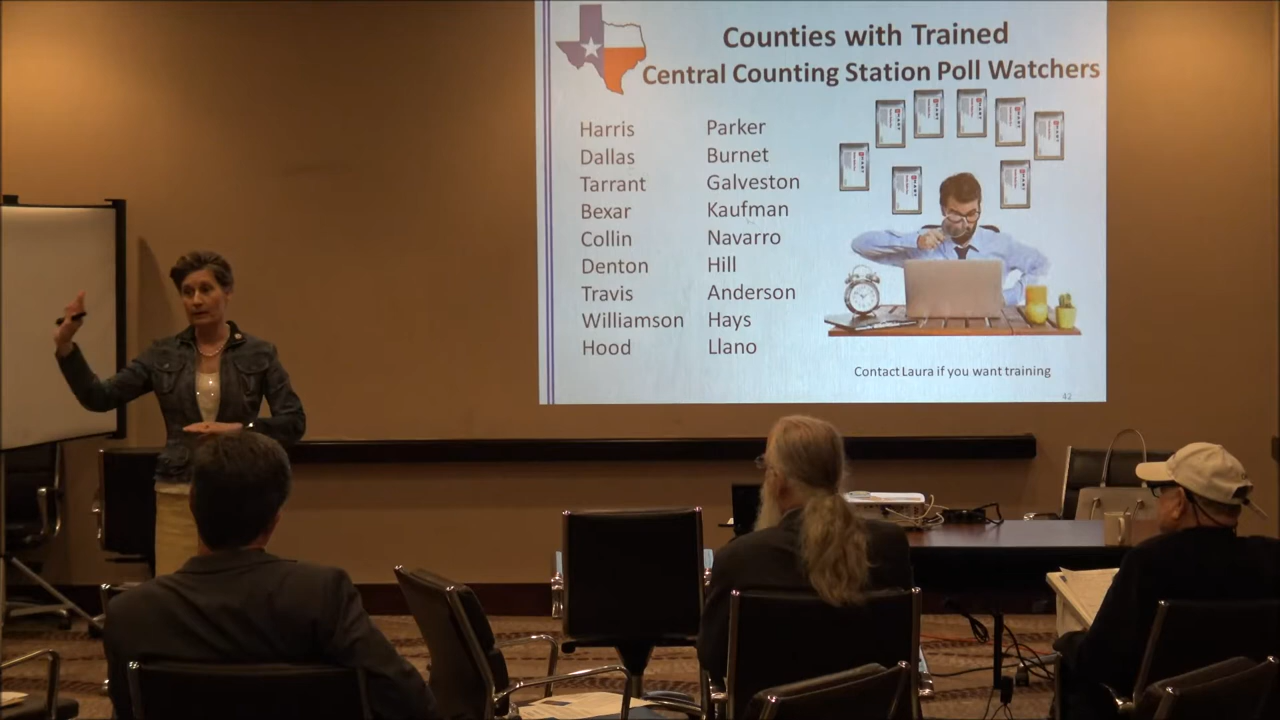 Counties with Trained
Central Counting Station Poll Watchers
Harris
Dallas
Tarrant
Bexar
Collin
Denton
Travis
Williamson
Hood
Parker
Burnet
Galveston
Kaufman
Navarro
Hill
Anderson
Hays
Llano
Contact Laura if you want training
42